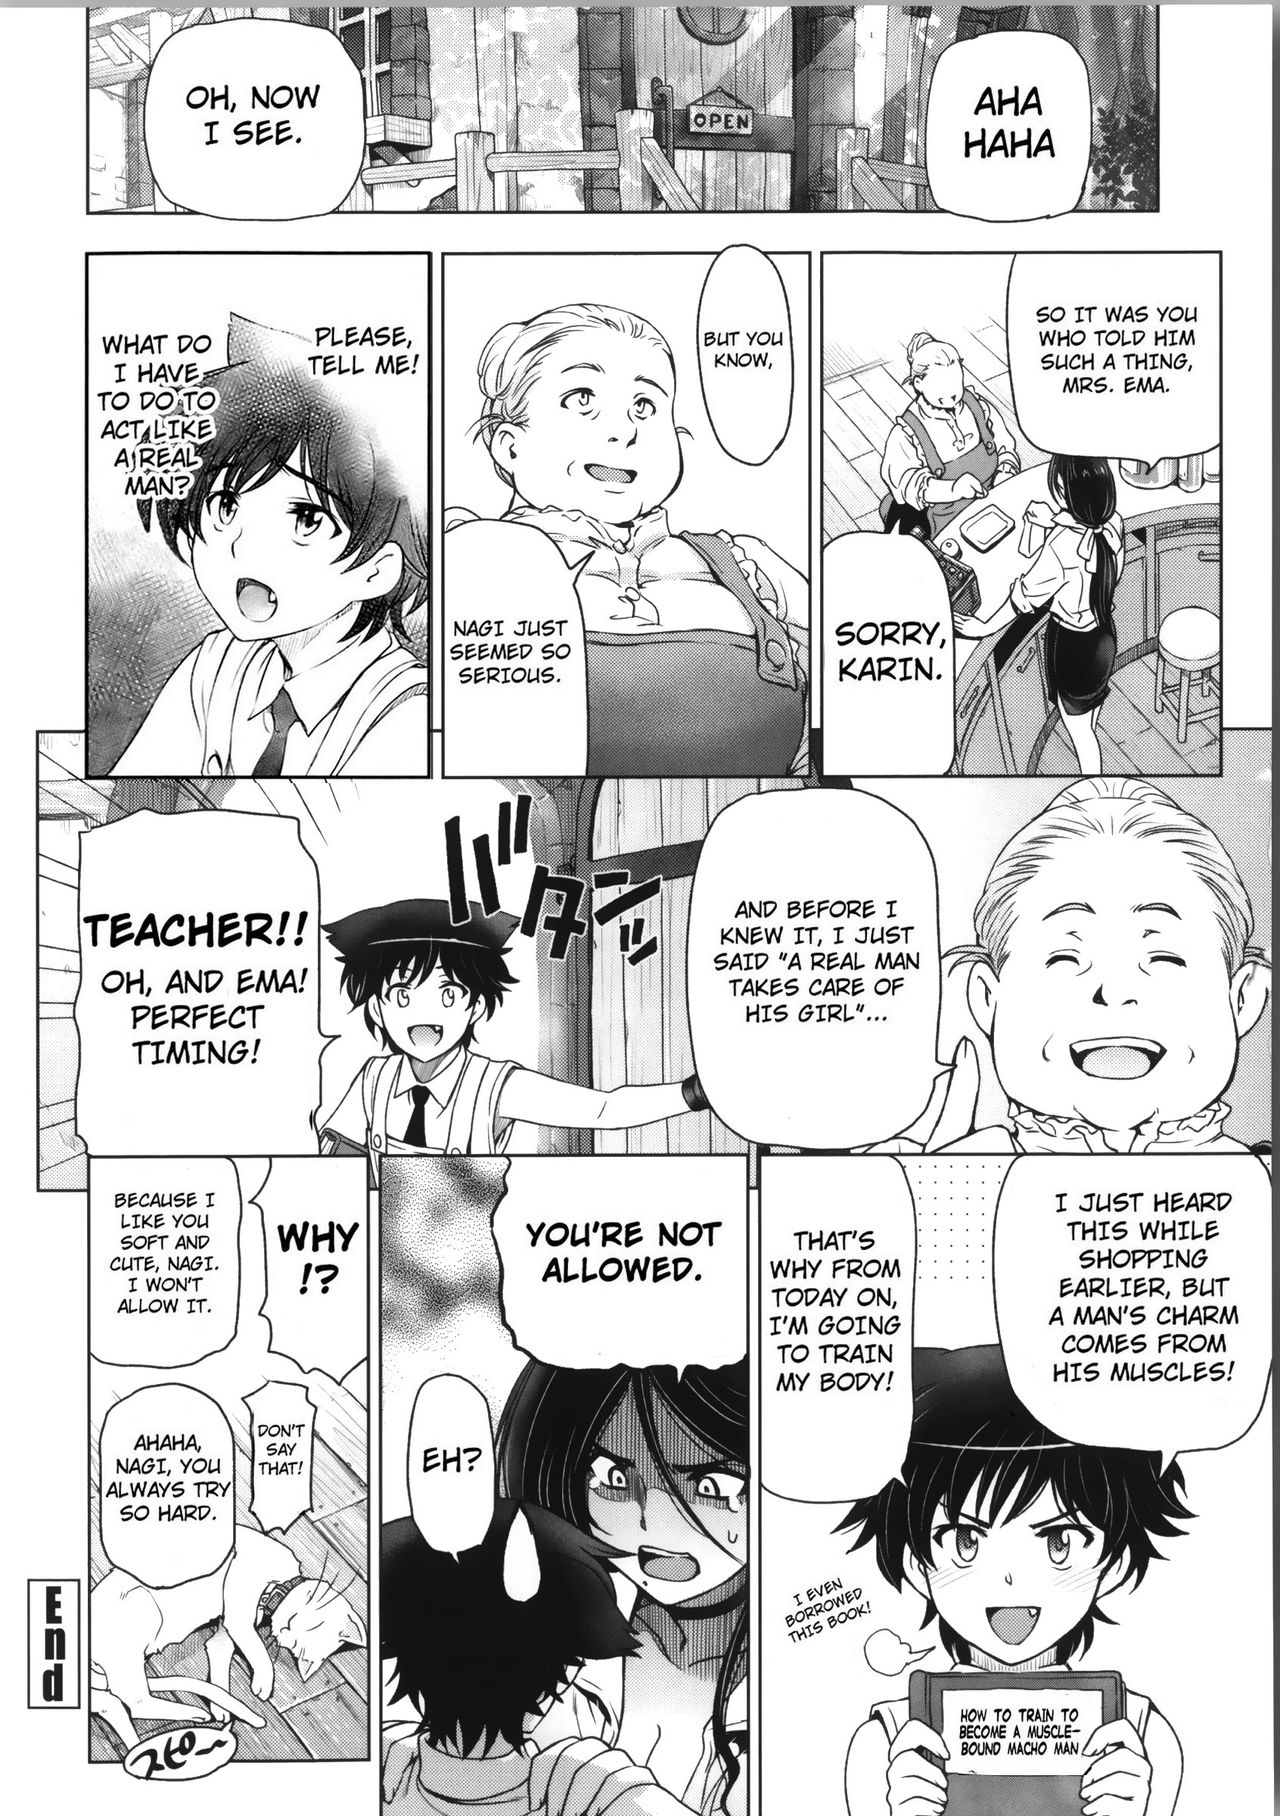 AHA
HAHA
OPEN
OH, NOW
I SEE.
SO IT WAS YOU
WHO TOLD HIM
SUCH A THING,
MRS. EMA.
SORRY,
KARIN.
BUT YOU
KNOW,
NAGI JUST
SEEMED SO
SERIOUS.
PLEASE,
TELL ME!
WHAT DO
I HAVE
TO DO TO
ACT LIKE
A REAL
MAN?
AND BEFORE I
KNEW IT, I JUST
SAID "A REAL MAN
TAKES CARE OF
HIS GIRL"...
バタンッ
TEACHER!!
OH, AND EMA!
PERFECT
TIMING!
I JUST HEARD
THIS WHILE
SHOPPING
EARLIER, BUT
A MAN'S CHARM
COMES FROM
HIS MUSCLES!
THAT'S
WHY FROM
TODAY ON,
I'M GOING
TO TRAIN
MY BODY!
I EVEN
BORROWED
THIS BOOK!
HOW TO TRAIN TO
BECOME A MUSCLE-
BOUND MACHO MAN
YOU'RE NOT
ALLOWED.
EH?
WHY
!?
BECAUSE I
LIKE YOU
SOFT AND
CUTE, NAGI.
I WON'T
ALLOW IT.
DON'T
SAY
THAT!
AHAHA,
NAGI, YOU
ALWAYS TRY
SO HARD.
スピ〜
End